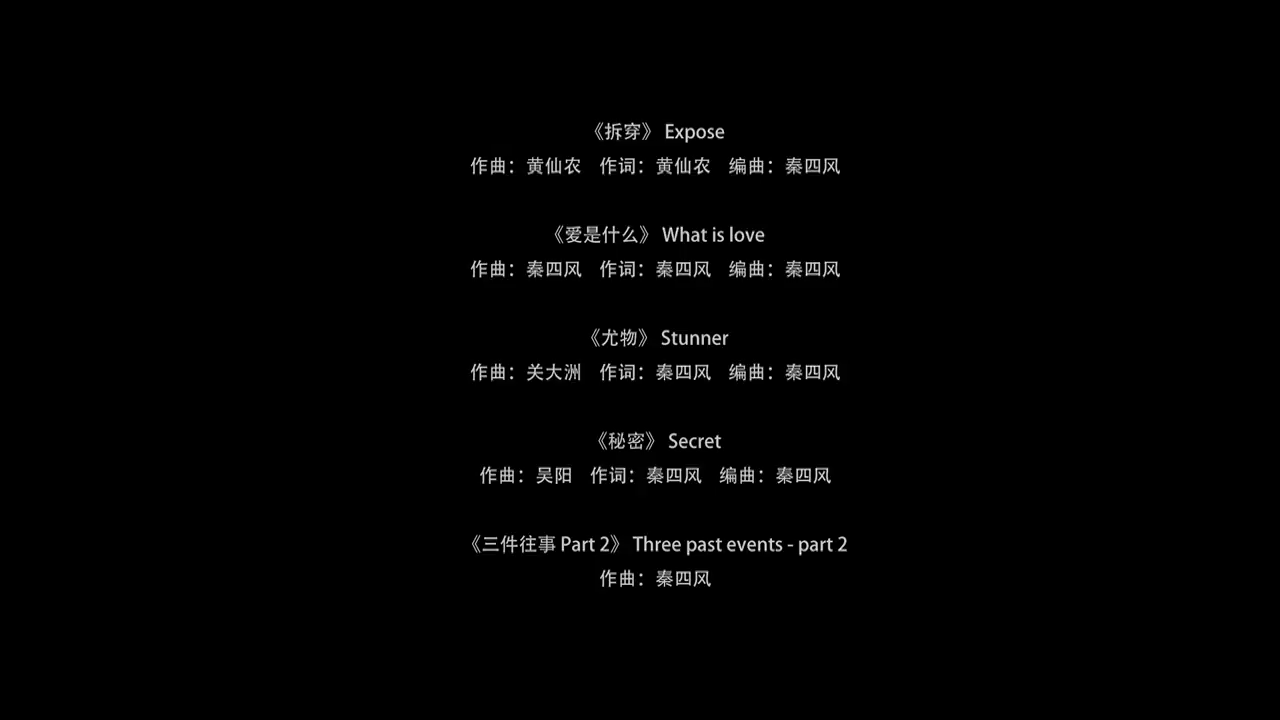 《拆穿》 Expose
作曲：黄仙农 作词：黄仙农 编曲：秦四风
《爱是什么》 What is love
作曲：秦四风 作词：秦四风 编曲：秦四风
《尤物》 Stunner
作曲：关大洲 作词：秦四风 编曲：秦四风
《秘密》 Secret
作曲：吴阳 作词：秦四风 编曲：秦四风
《三件往事 Part 2》 Three past events - part 2
作曲：秦四风